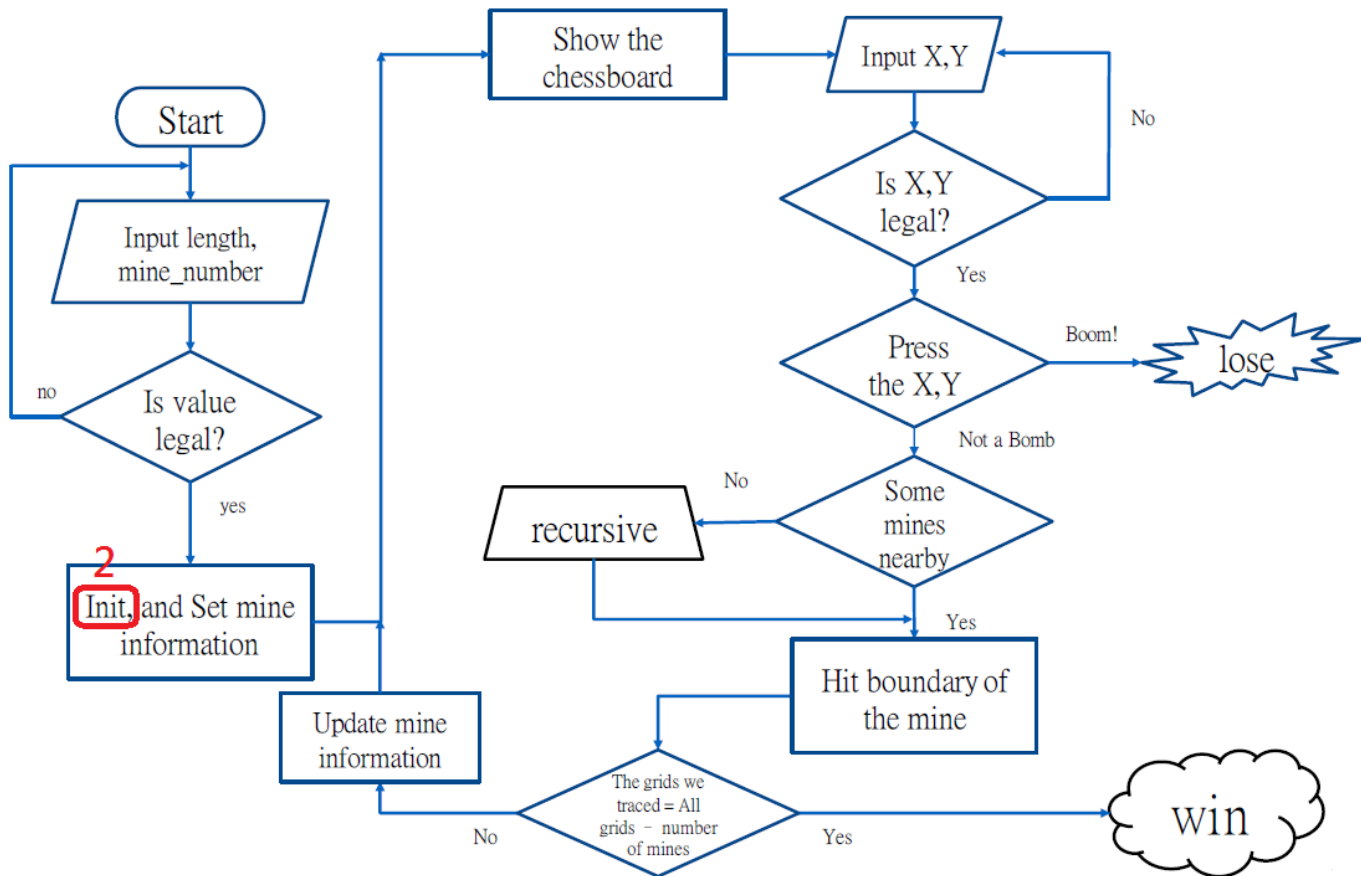 Start
Input length,
mine_number
Is value
legal?
no
yes
2
Init, and Set mine
information
Update mine
information
Show the
chessboard
Input X,Y
No
Is X,Y
legal?
Yes
Press
the X,Y
Boom!
lose
Not a Bomb
Some
mines
nearby
No
recursive
Yes
Hit boundary of
the mine
The grids we
traced = All
grids - number
of mines
No
Yes
win